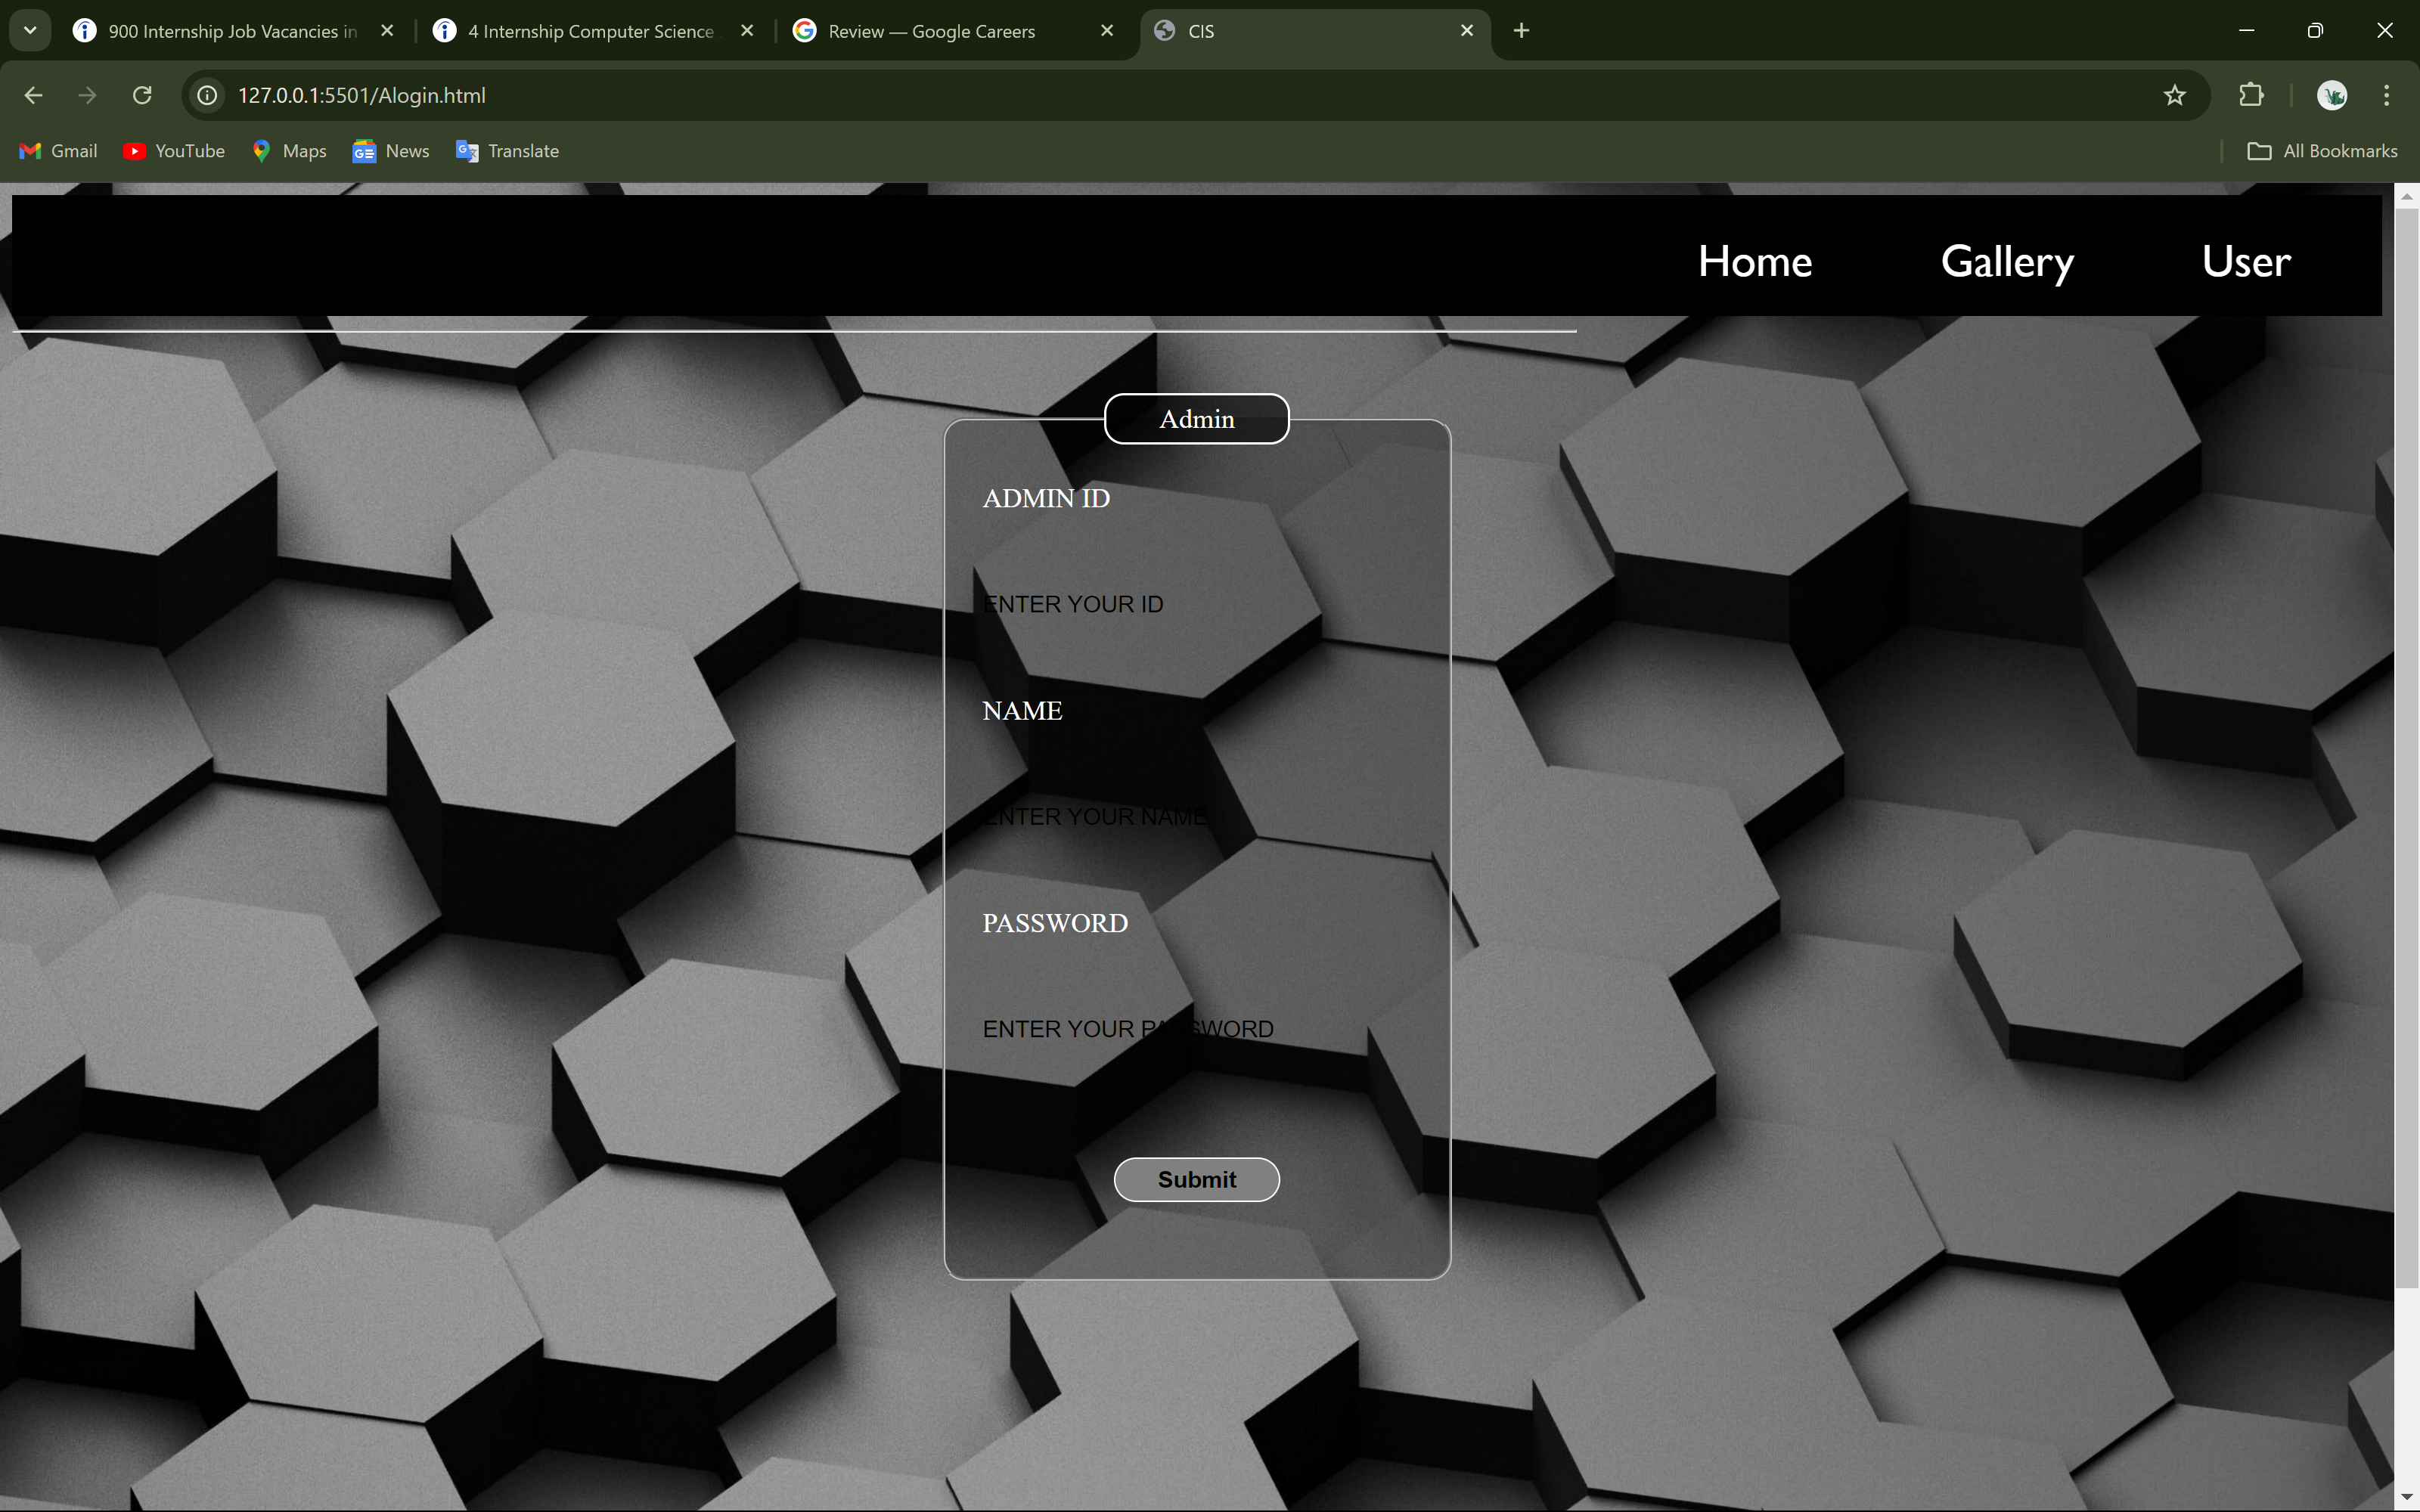 900 Internship Job Vacancies in
4 Internship Computer Science
Review — Google Careers
CIS
127.0.0.1:5501/Alogin.html
Gmail
YouTube
Maps
News
Translate
All Bookmarks
Home
Gallery
User
Admin
ADMIN ID
ENTER YOUR ID
NAME
ENTER YOUR NAME
PASSWORD
ENTER YOUR PASSWORD
Submit